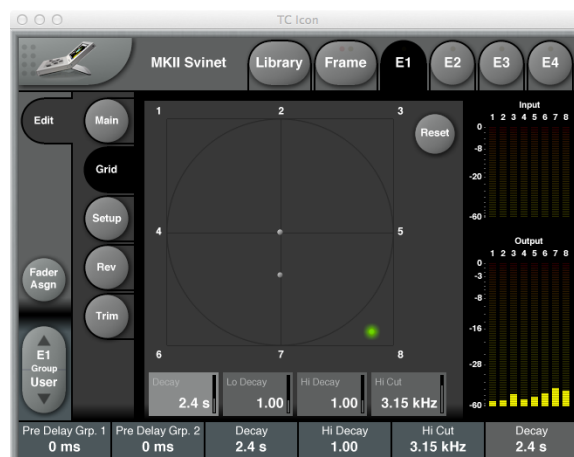 TC Icon
MKII Svinet
Library
Frame
E1
E2
E3
E4
Edit
Main
Grid
Setup
Rev
Trim
Fader
Asgn
E1
Group
User
1 2 3
4 5
6 7 8
Reset
Input
1 2 3 4 5 6 7 8
0
-8
-20
-60
Output
1 2 3 4 5 6 7 8
0
-3
-8
-16
-28
-60
Decay
2.4 s
Lo Decay
1.00
Hi Decay
1.00
Hi Cut
3.15 kHz
Pre Delay Grp. 1
0 ms
Pre Delay Grp. 2
0 ms
Decay
2.4 s
Hi Decay
1.00
Hi Cut
3.15 kHz
Decay
2.4 s